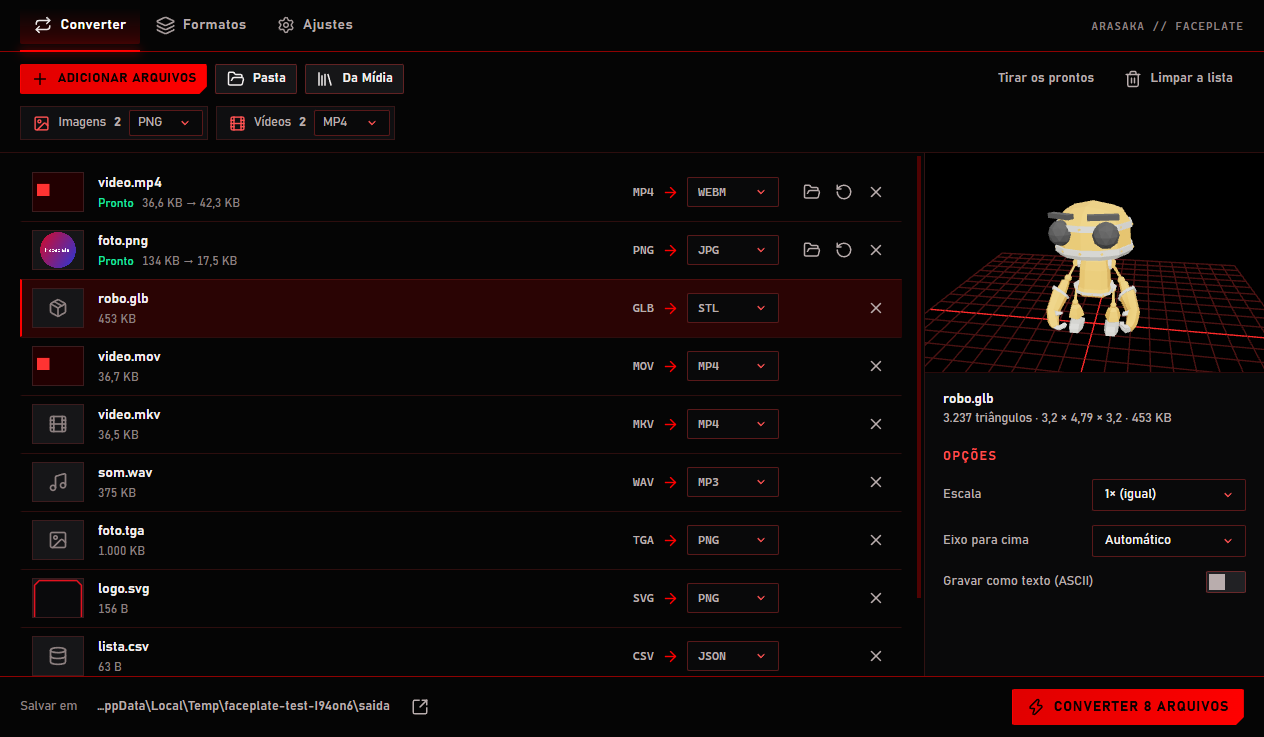 Converter Formatos Ajustes ARASAKA // FACEPLATE
ADICIONAR ARQUIVOS Pasta Da Mídia Tirar os prontos Limpar a lista
Imagens 2 PNG Vídeos 2 MP4
video.mp4
Pronto 36,6 KB → 42,3 KB
MP4 → WEBM
foto.png
Pronto 134 KB → 17,5 KB
PNG → JPG
robo.glb
453 KB
GLB → STL
video.mov
36,7 KB
MOV → MP4
video.mkv
36,5 KB
MKV → MP4
som.wav
375 KB
WAV → MP3
foto.tga
1.000 KB
TGA → PNG
logo.svg
156 B
SVG → PNG
lista.csv
63 B
CSV → JSON
robo.glb
3.237 triângulos · 3,2 × 4,79 × 3,2 · 453 KB
OPÇÕES
Escala 1× (igual)
Eixo para cima Automático
Gravar como texto (ASCII)
Salvar em …ppData\Local\Temp\faceplate-test-I94on6\saida CONVERTER 8 ARQUIVOS